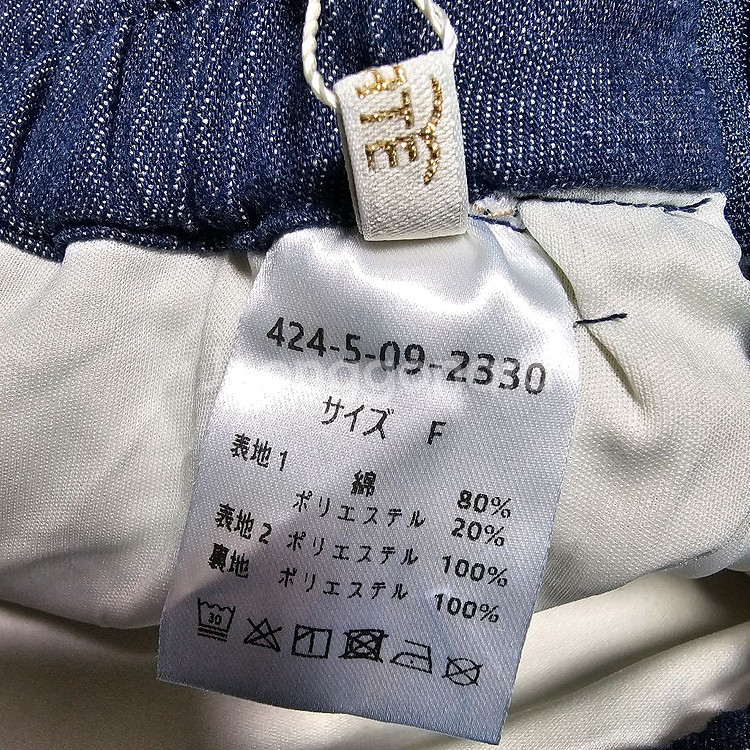 ATE
424-5-09-2330
サイズ F
表地1 綿 80%
ポリエステル 20%
表地2 ポリエステル 100%
裏地 ポリエステル 100%
30